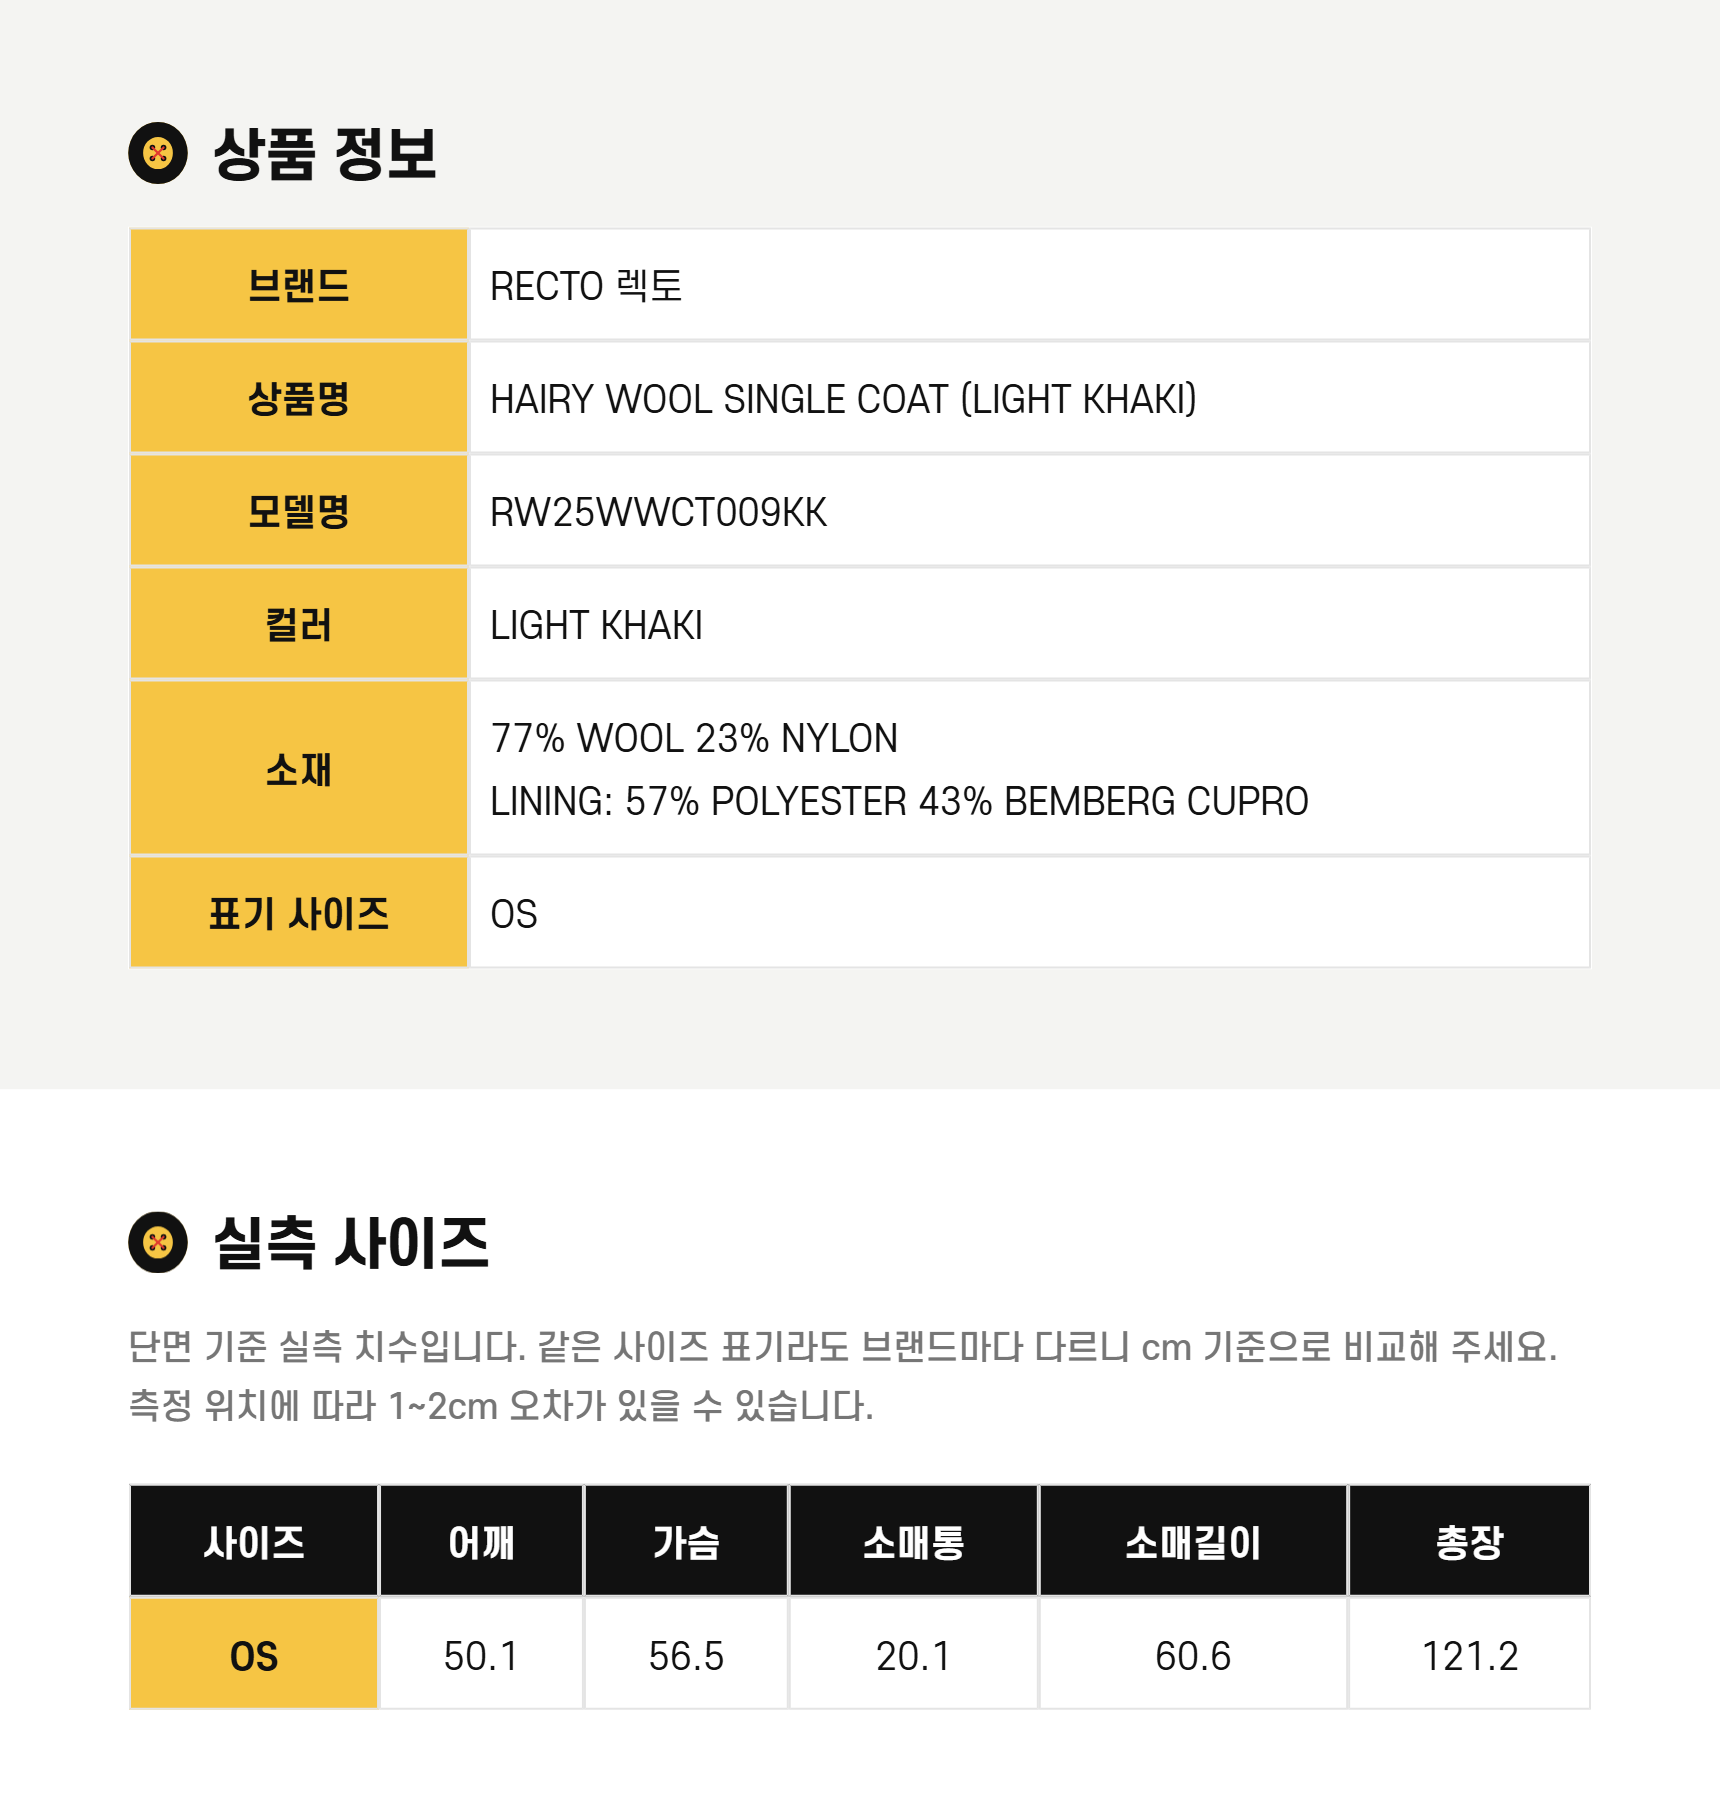 상품 정보
브랜드 RECTO 렉토
상품명 HAIRY WOOL SINGLE COAT (LIGHT KHAKI)
모델명 RW25WWCT009KK
컬러 LIGHT KHAKI
소재 77% WOOL 23% NYLON
LINING: 57% POLYESTER 43% BEMBERG CUPRO
표기 사이즈 OS
실측 사이즈
단면 기준 실측 치수입니다. 같은 사이즈 표기라도 브랜드마다 다르니 cm 기준으로 비교해 주세요.
측정 위치에 따라 1~2cm 오차가 있을 수 있습니다.
사이즈 어깨 가슴 소매통 소매길이 총장
OS 50.1 56.5 20.1 60.6 121.2